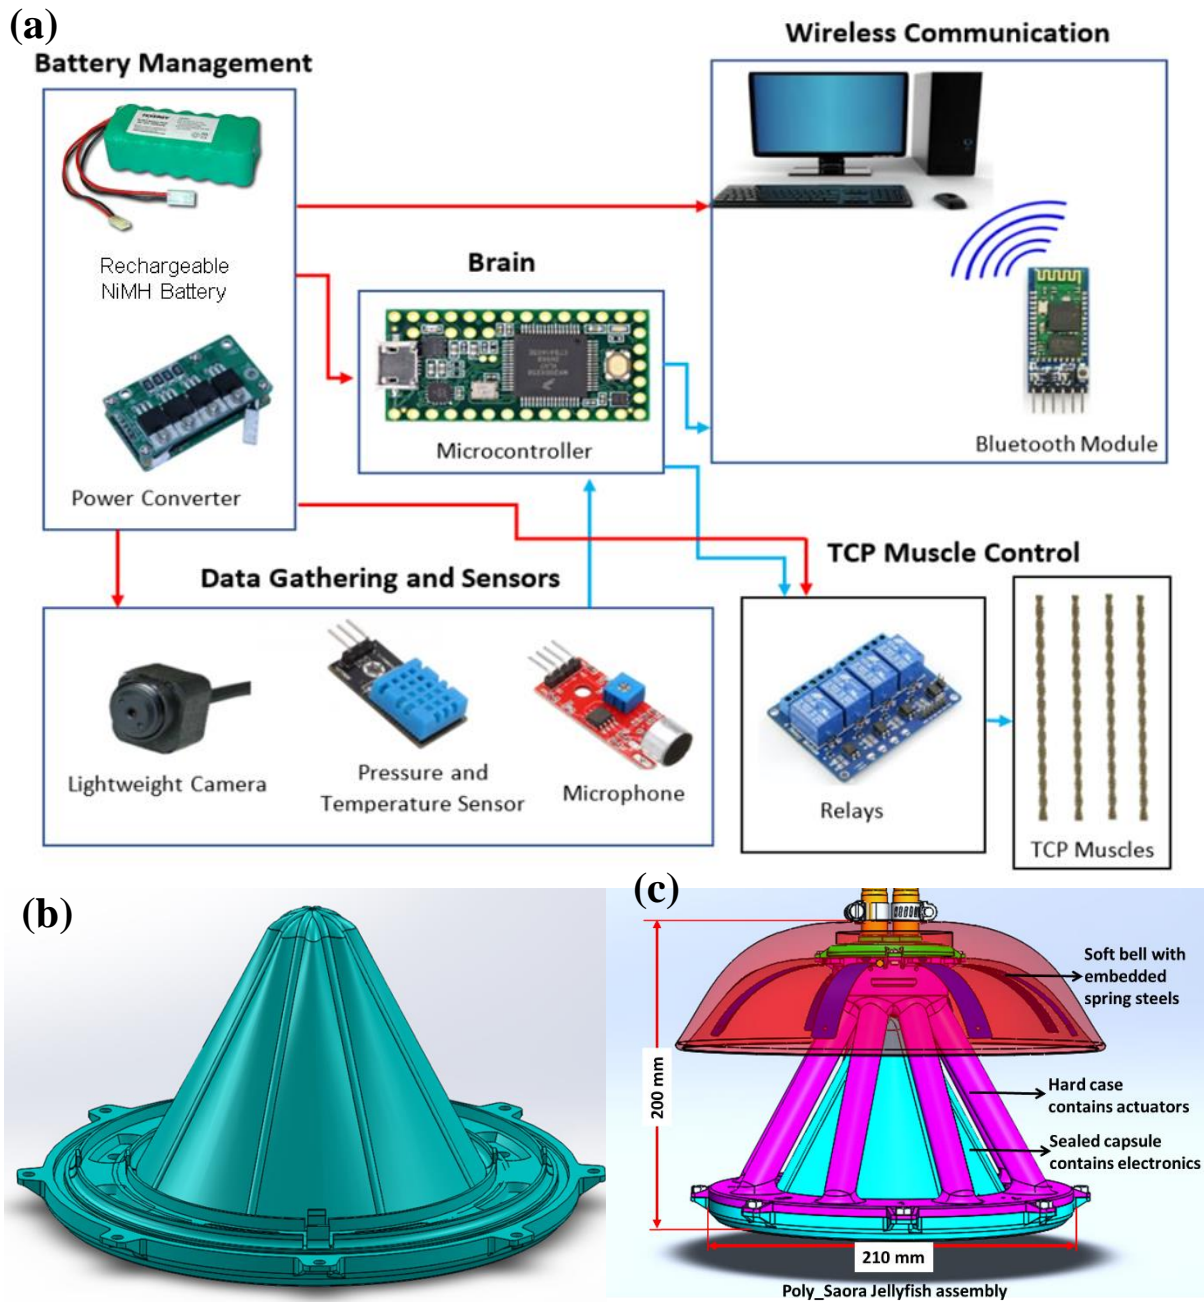 (a)
Wireless Communication
Battery Management
Rechargeable
NiMH Battery
Brain
Microcontroller
Bluetooth Module
Power Converter
Data Gathering and Sensors
TCP Muscle Control
Lightweight Camera
Pressure and
Temperature Sensor
Microphone
Relays
TCP Muscles
(b)
(c)
Soft bell with
embedded
spring steels
200 mm
Hard case
contains actuators
Sealed capsule
contains electronics
210 mm
Poly_Saora Jellyfish assembly